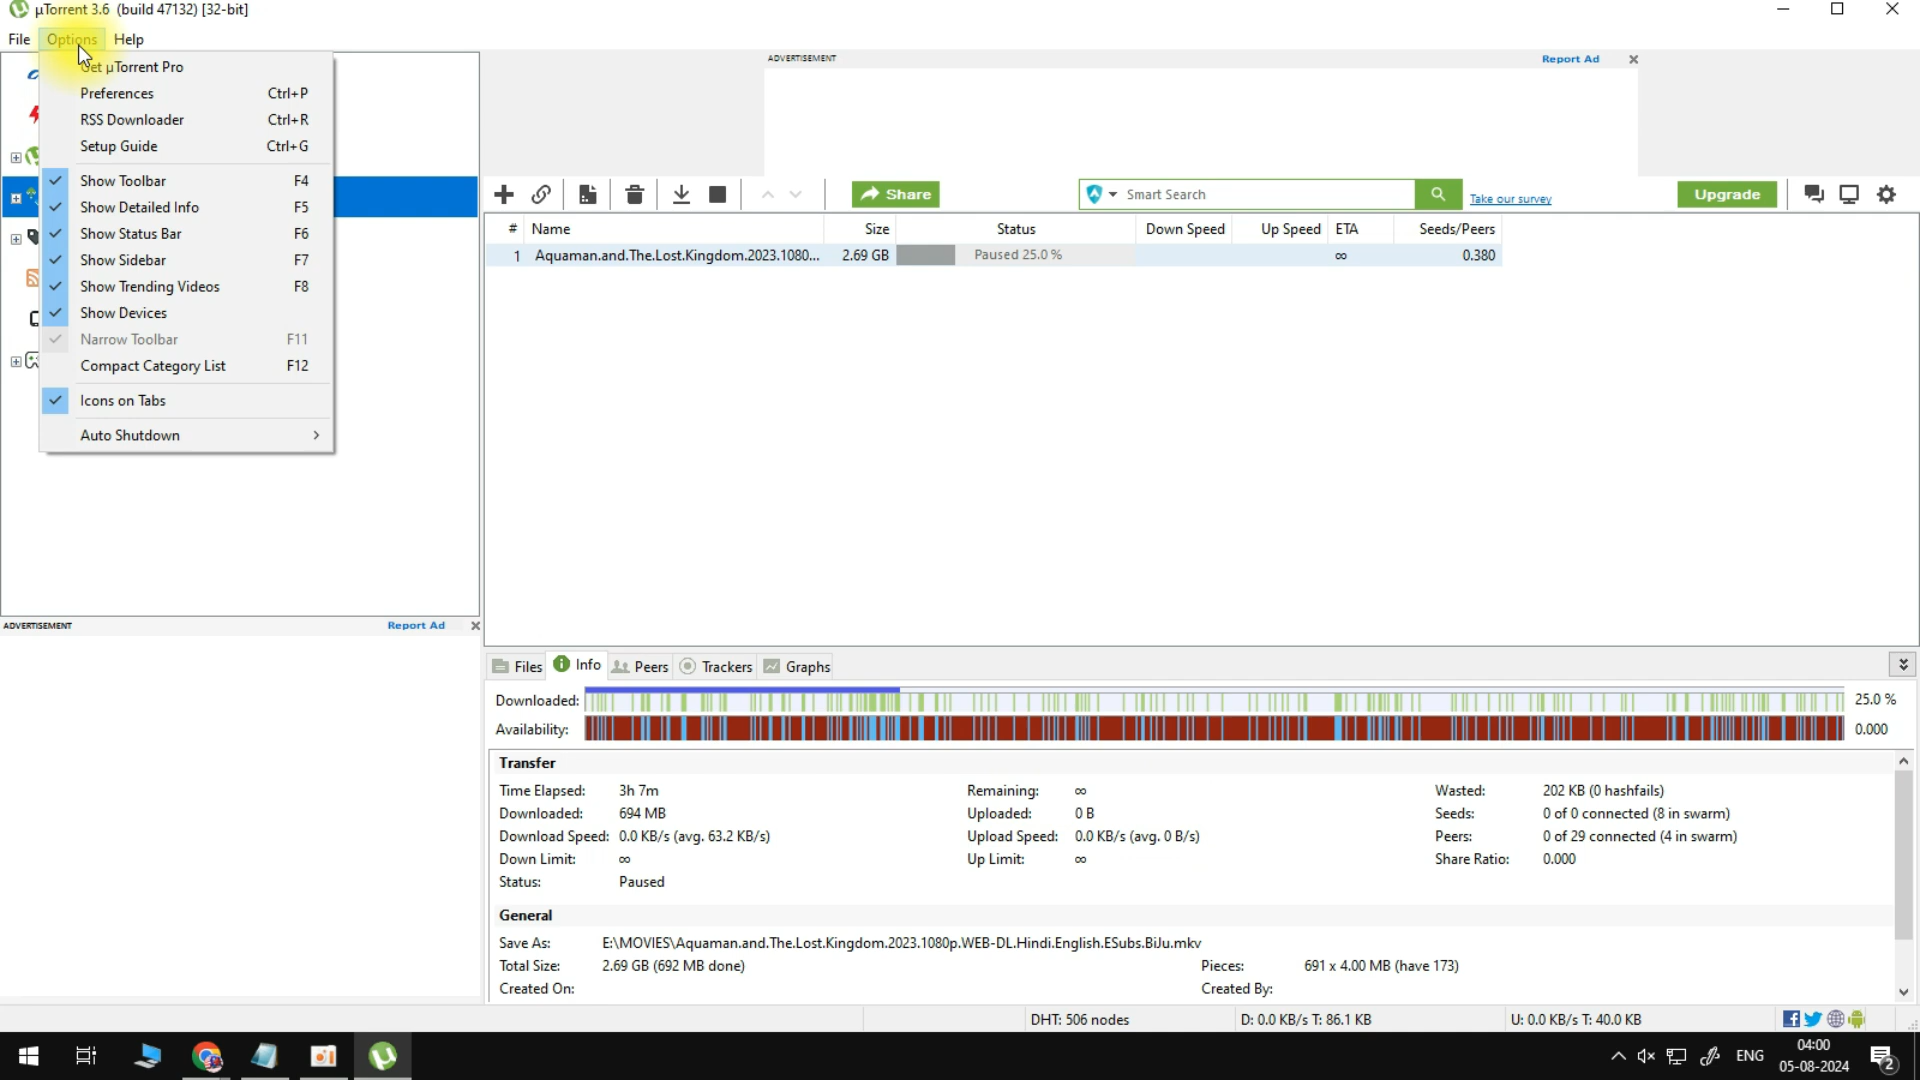 µTorrent 3.6 (build 47132) [32-bit]
File Options Help
Get µTorrent Pro
Preferences Ctrl+P
RSS Downloader Ctrl+R
Setup Guide Ctrl+G
Show Toolbar F4
Show Detailed Info F5
Show Status Bar F6
Show Sidebar F7
Show Trending Videos F8
Show Devices
Narrow Toolbar F11
Compact Category List F12
Icons on Tabs
Auto Shutdown
ADVERTISEMENT Report Ad
ADVERTISEMENT Report Ad
Share Smart Search Take our survey Upgrade
# Name Size Status Down Speed Up Speed ETA Seeds/Peers
1 Aquaman.and.The.Lost.Kingdom.2023.1080... 2.69 GB Paused 25.0 % ∞ 0.380
Files Info Peers Trackers Graphs
Downloaded: 25.0 %
Availability: 0.000
Transfer
Time Elapsed: 3h 7m Remaining: ∞ Wasted: 202 KB (0 hashfails)
Downloaded: 694 MB Uploaded: 0 B Seeds: 0 of 0 connected (8 in swarm)
Download Speed: 0.0 KB/s (avg. 63.2 KB/s) Upload Speed: 0.0 KB/s (avg. 0 B/s) Peers: 0 of 29 connected (4 in swarm)
Down Limit: ∞ Up Limit: ∞ Share Ratio: 0.000
Status: Paused
General
Save As: E:\MOVIES\Aquaman.and.The.Lost.Kingdom.2023.1080p.WEB-DL.Hindi.English.ESubs.BiJu.mkv
Total Size: 2.69 GB (692 MB done) Pieces: 691 x 4.00 MB (have 173)
Created On: Created By:
DHT: 506 nodes D: 0.0 KB/s T: 86.1 KB U: 0.0 KB/s T: 40.0 KB
ENG 04:00
05-08-2024 2